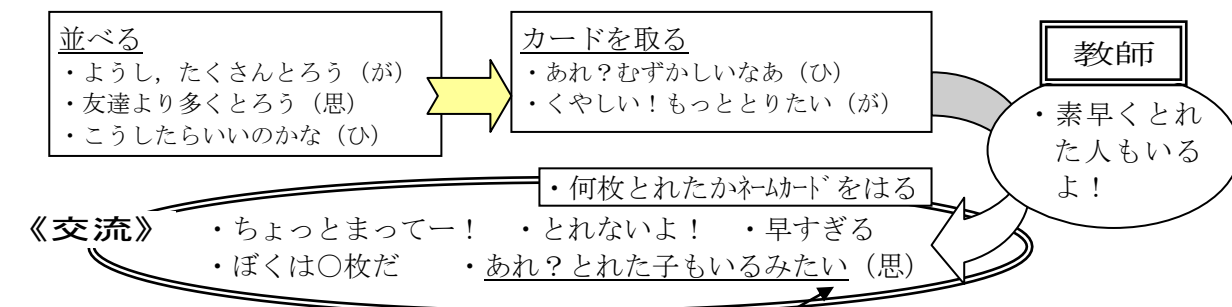 並べる
・ようし，たくさんとろう（が）
・友達より多くとろう（思）
・こうしたらいいのかな（ひ）
カードを取る
・あれ？むずかしいなあ（ひ）
・くやしい！もっととりたい（が）
教師
・素早くとれ
た人もいる
よ！
・何枚とれたかﾈｰﾑｶｰﾄﾞをはる
《交流》
・ちょっとまってー！　・とれないよ！　・早すぎる
・ぼくは○枚だ　・あれ？とれた子もいるみたい（思）